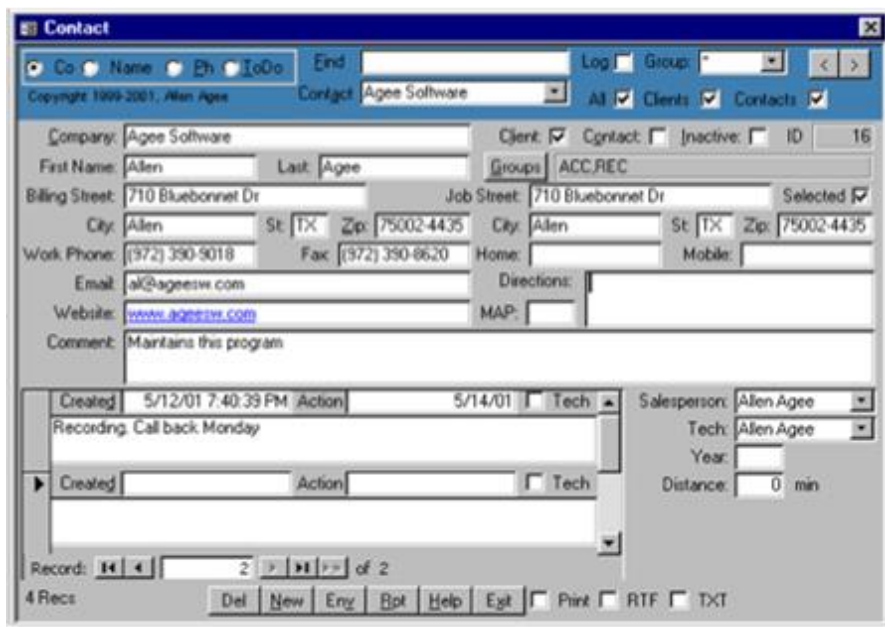 Contact
Co Name Ph ToDo Find Log Group: *
< >
Copyright 1999-2001, Allen Agee Contact Agee Software All Clients Contacts
Company: Agee Software Client: Contact: Inactive: ID 16
First Name: Allen Last: Agee Groups ACC,REC
Billing Street: 710 Bluebonnet Dr Job Street: 710 Bluebonnet Dr Selected
City: Allen St: TX Zip: 75002-4435 City: Allen St: TX Zip: 75002-4435
Work Phone: (972) 390-9018 Fax: (972) 390-8620 Home: Mobile:
Email: al@ageesw.com Directions:
Website: www.ageesw.com MAP:
Comment: Maintains this program
Created 5/12/01 7:40:39 PM Action 5/14/01 Tech Salesperson: Allen Agee
Recording. Call back Monday Tech: Allen Agee
Year:
Created Action Tech Distance: 0 min
Record: 2 of 2
4 Recs Del New Env Rpt Help Exit Print RTF TXT